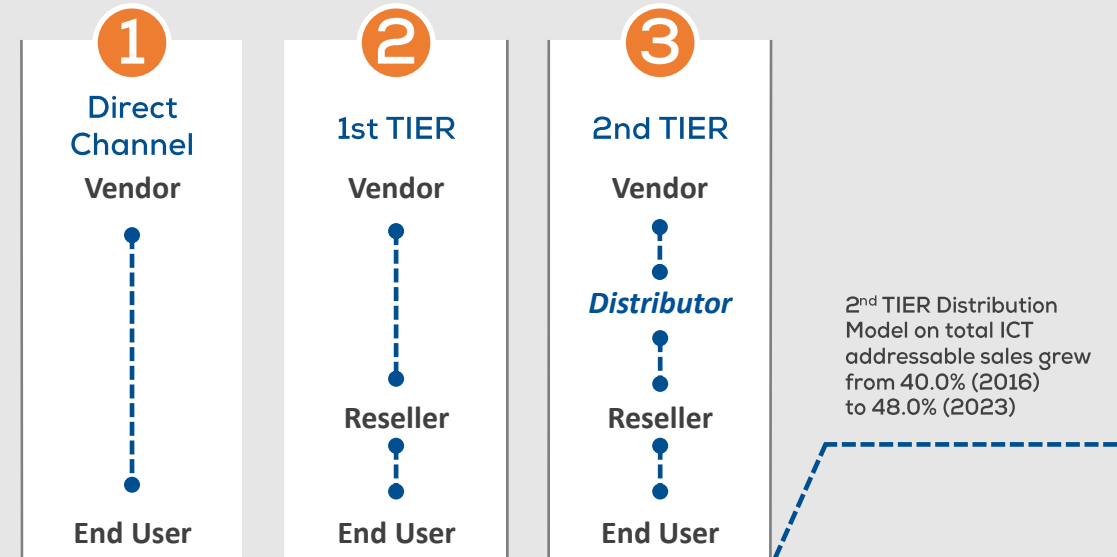 1
Direct
Channel
Vendor
End User
2
1st TIER
Vendor
Reseller
End User
3
2nd TIER
Vendor
Distributor
Reseller
End User
2nd TIER Distribution
Model on total ICT
addressable sales grew
from 40.0% (2016)
to 48.0% (2023)